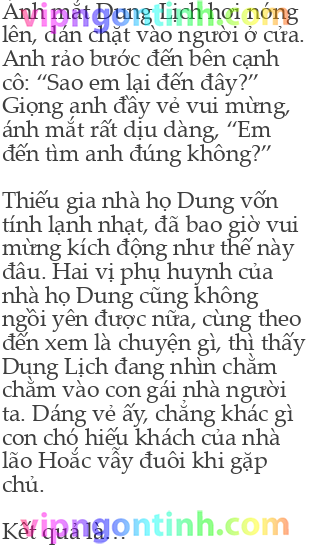 Ánh mắt Dung Lịch hơi nóng
lên, dán chặt vào người ở cửa.
Anh rảo bước đến bên cạnh
cô: “Sao em lại đến đây?”
Giọng anh đầy vẻ vui mừng,
ánh mắt rất dịu dàng, “Em
đến tìm anh đúng không?”
Thiếu gia nhà họ Dung vốn
tính lạnh nhạt, đã bao giờ vui
mừng kích động như thế này
đâu. Hai vị phụ huynh của
nhà họ Dung cũng không
ngồi yên được nữa, cùng theo
đến xem là chuyện gì, thì thấy
Dung Lịch đang nhìn chằm
chằm vào con gái nhà người
ta. Dáng vẻ ấy, chẳng khác gì
con chó hiếu khách của nhà
lão Hoắc vẫy đuôi khi gặp
chủ.
Kết quả là…
vipngontinh.com
vipngontinh.com